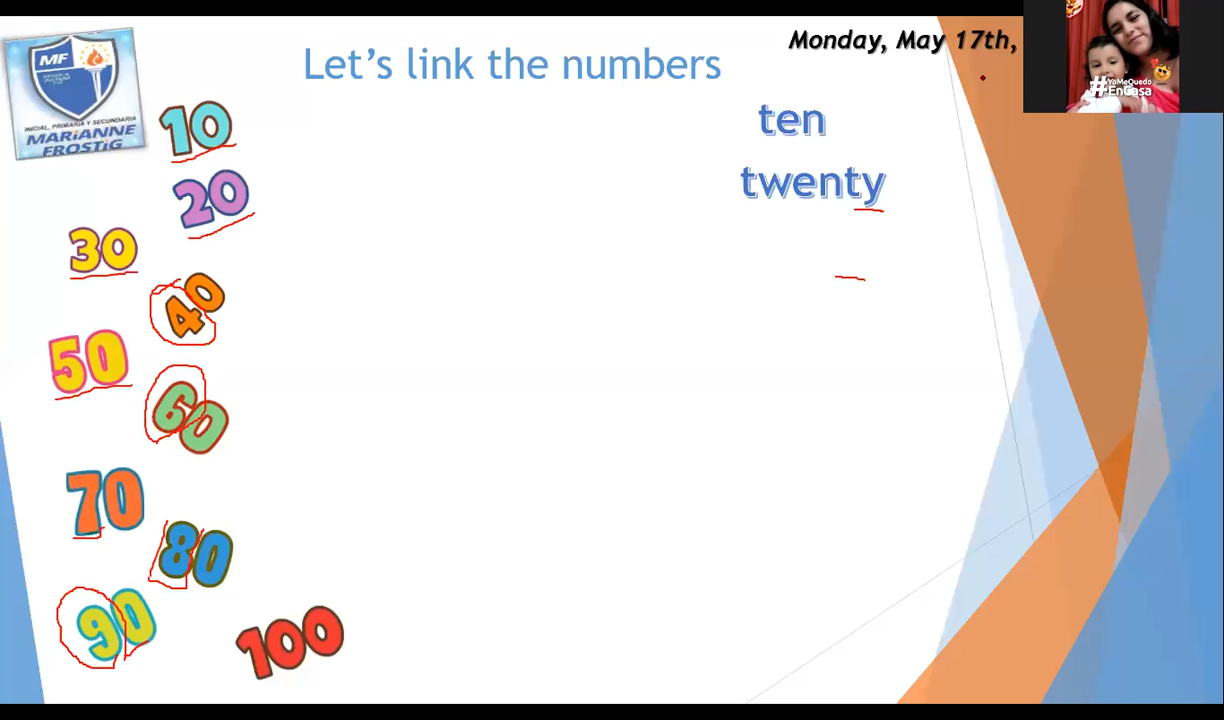 Let's link the numbers
Monday, May 17th,
MF
INICIAL, PRIMARIA Y SECUNDARIA
MARIANNE
FROSTIG
#YoMeQuedo
EnCasa
10
ten
20
twenty
30
40
50
60
70
80
90
100